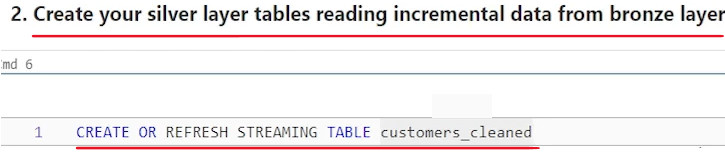 2. Create your silver layer tables reading incremental data from bronze layer
Cmd 6
1 CREATE OR REFRESH STREAMING TABLE customers_cleaned